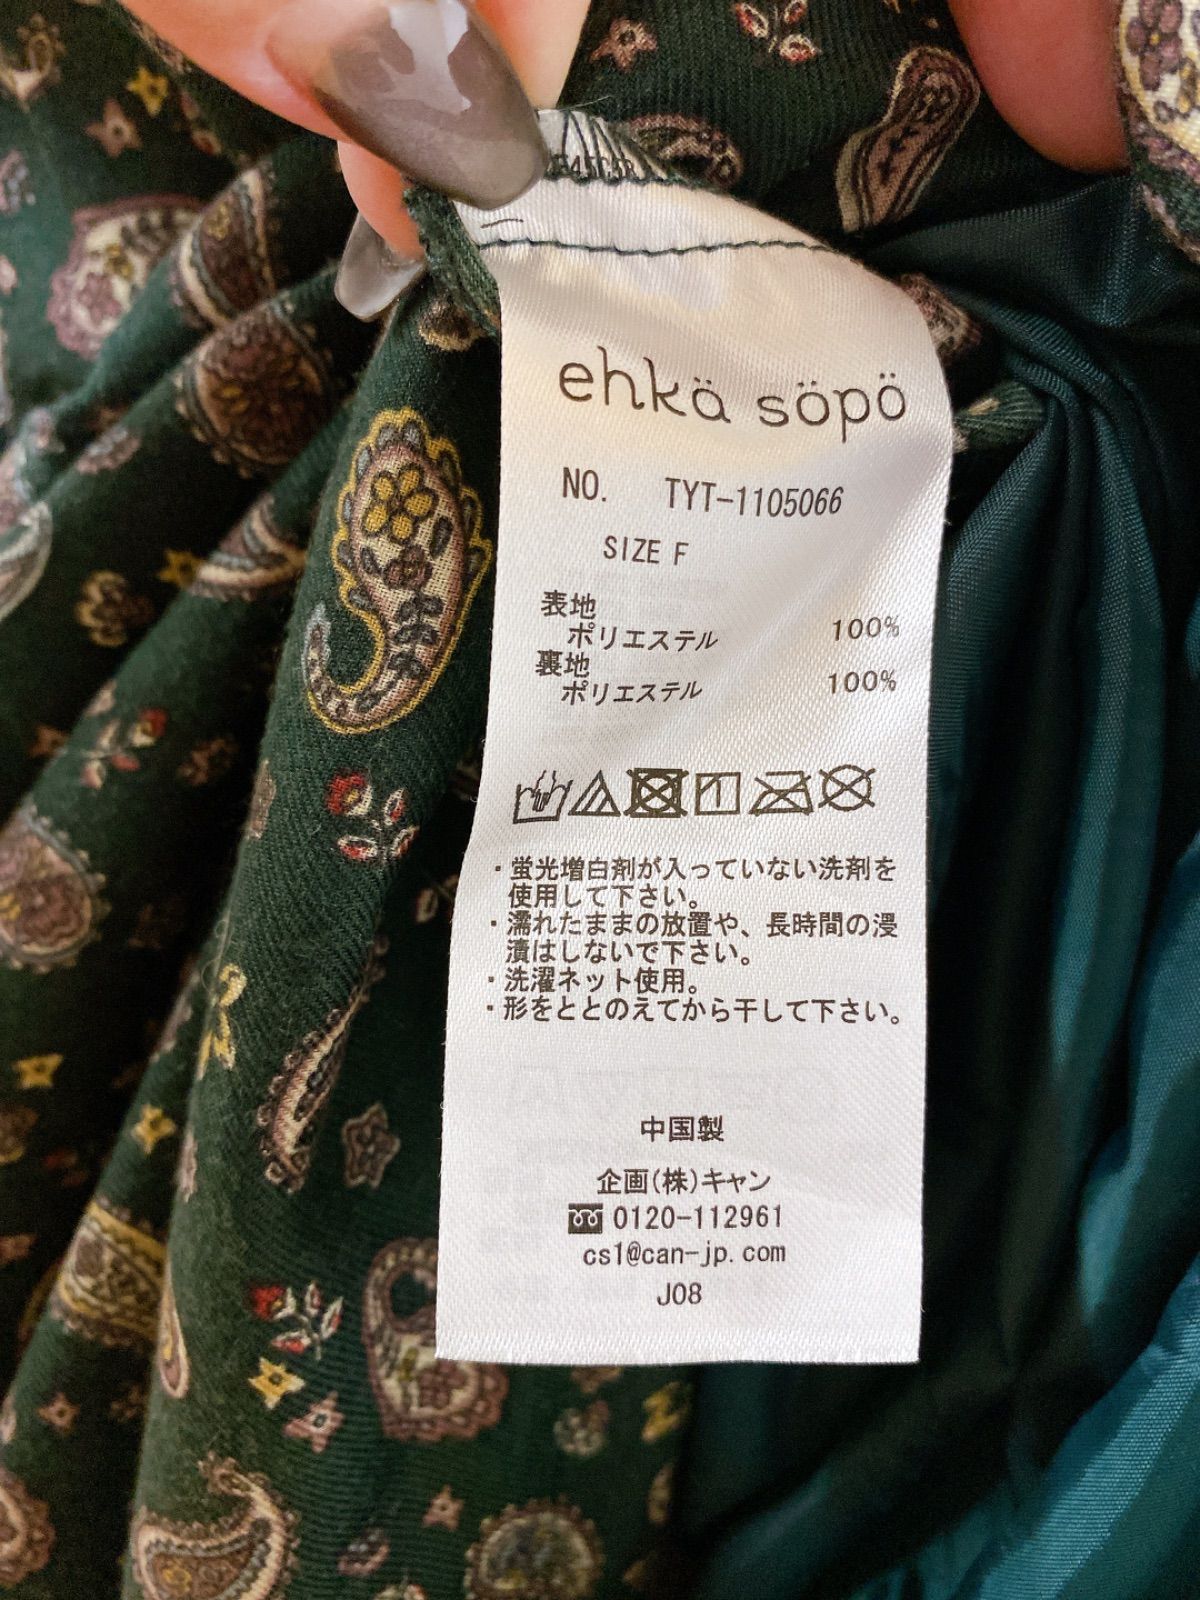 ehkä söpö
NO. TYT-1105066
SIZE F
表地
ポリエステル 100%
裏地
ポリエステル 100%
・蛍光増白剤が入っていない洗剤を
使用して下さい。
・濡れたままの放置や、長時間の浸
漬はしないで下さい。
・洗濯ネット使用。
・形をととのえてから干して下さい。
中国製
企画(株)キャン
0120-112961
cs1@can-jp.com
J08